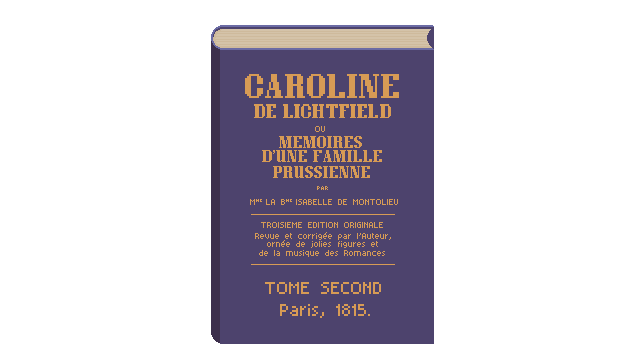 CAROLINE
DE LICHTFIELD
OU
MEMOIRES
D'UNE FAMILLE
PRUSSIENNE
PAR
Mme LA Bne ISABELLE DE MONTOLIEU
TROISIEME EDITION ORIGINALE
Revue et corrigée par l'Auteur,
ornée de jolies figures et
de la musique des Romances
TOME SECOND
Paris, 1815.